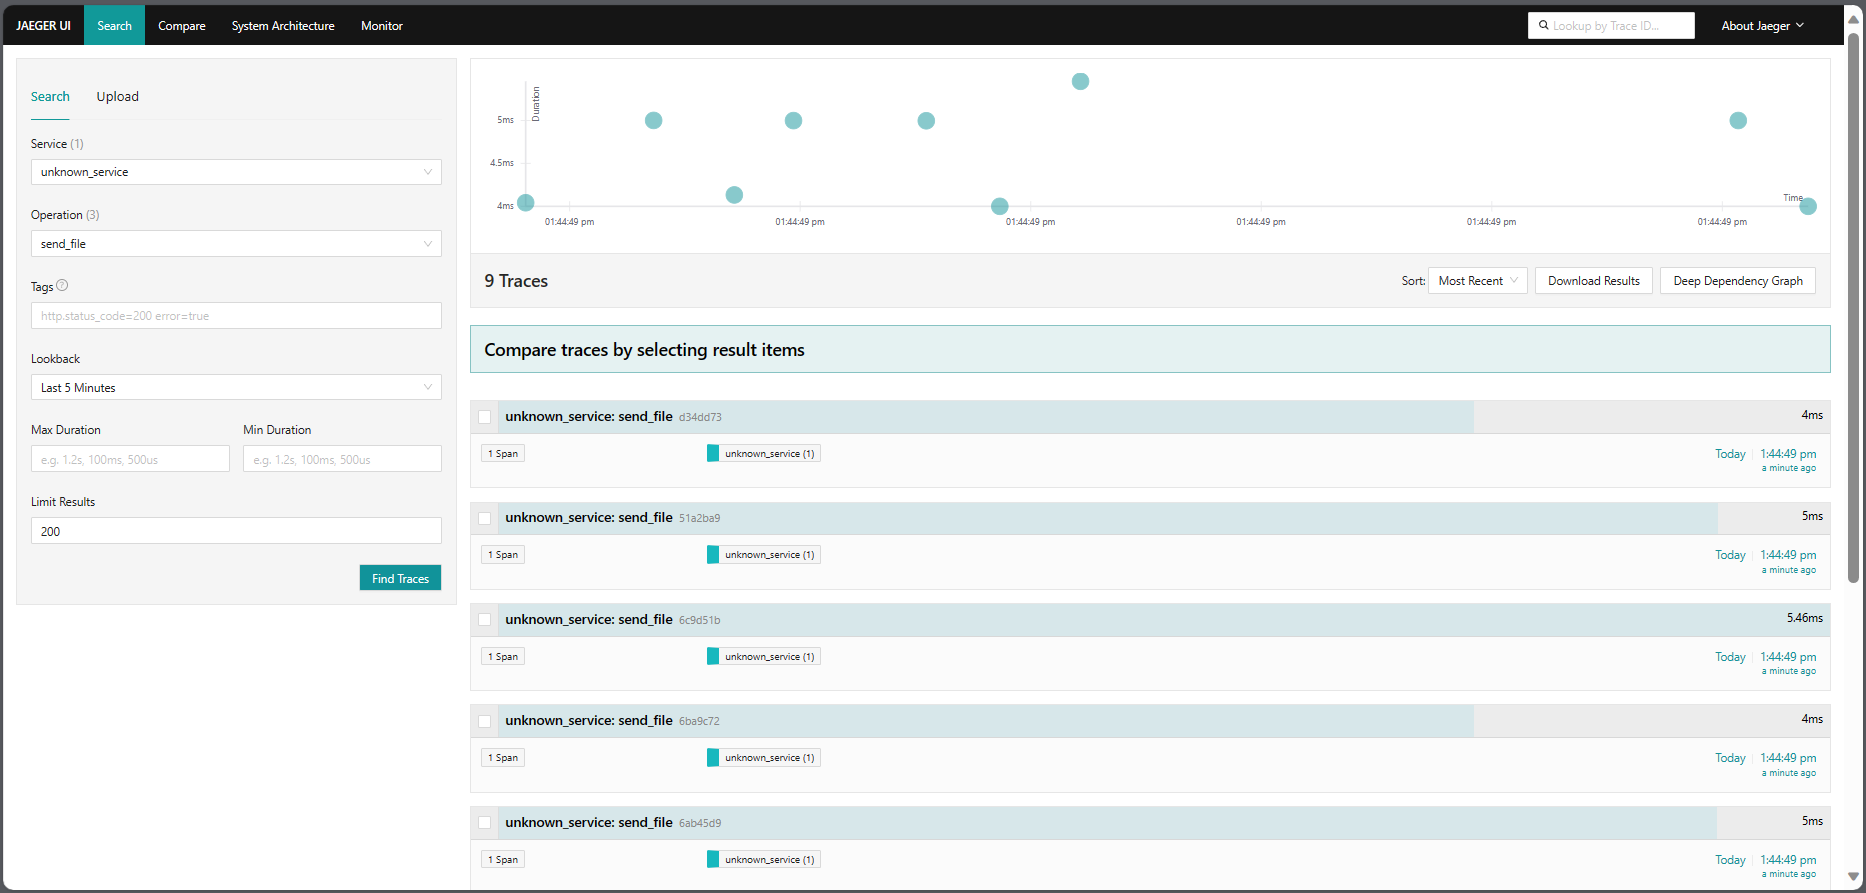 JAEGER UI Search Compare System Architecture Monitor Lookup by Trace ID... About Jaeger
Search Upload
Service (1)
unknown_service
Operation (3)
send_file
Tags
http.status_code=200 error=true
Lookback
Last 5 Minutes
Max Duration Min Duration
e.g. 1.2s, 100ms, 500us e.g. 1.2s, 100ms, 500us
Limit Results
200
Find Traces
Duration
5ms
4.5ms
4ms
Time
01:44:49 pm 01:44:49 pm 01:44:49 pm 01:44:49 pm 01:44:49 pm 01:44:49 pm
9 Traces Sort: Most Recent Download Results Deep Dependency Graph
Compare traces by selecting result items
unknown_service: send_file d34dd73 4ms
1 Span unknown_service (1) Today 1:44:49 pm
a minute ago
unknown_service: send_file 51a2ba9 5ms
1 Span unknown_service (1) Today 1:44:49 pm
a minute ago
unknown_service: send_file 6c9d51b 5.46ms
1 Span unknown_service (1) Today 1:44:49 pm
a minute ago
unknown_service: send_file 6ba9c72 4ms
1 Span unknown_service (1) Today 1:44:49 pm
a minute ago
unknown_service: send_file 6ab45d9 5ms
1 Span unknown_service (1) Today 1:44:49 pm
a minute ago